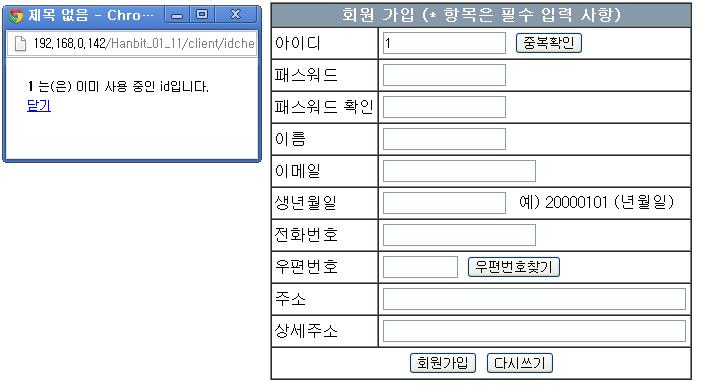 제목 없음 - Chro...
192.168.0.142/Hanbit_01_11/client/idche
1 는(은) 이미 사용 중인 id입니다.
닫기
회원 가입 (* 항목은 필수 입력 사항)
아이디 1 중복확인
패스워드
패스워드 확인
이름
이메일
생년월일 예) 20000101 (년월일)
전화번호
우편번호 우편번호찾기
주소
상세주소
회원가입 다시쓰기